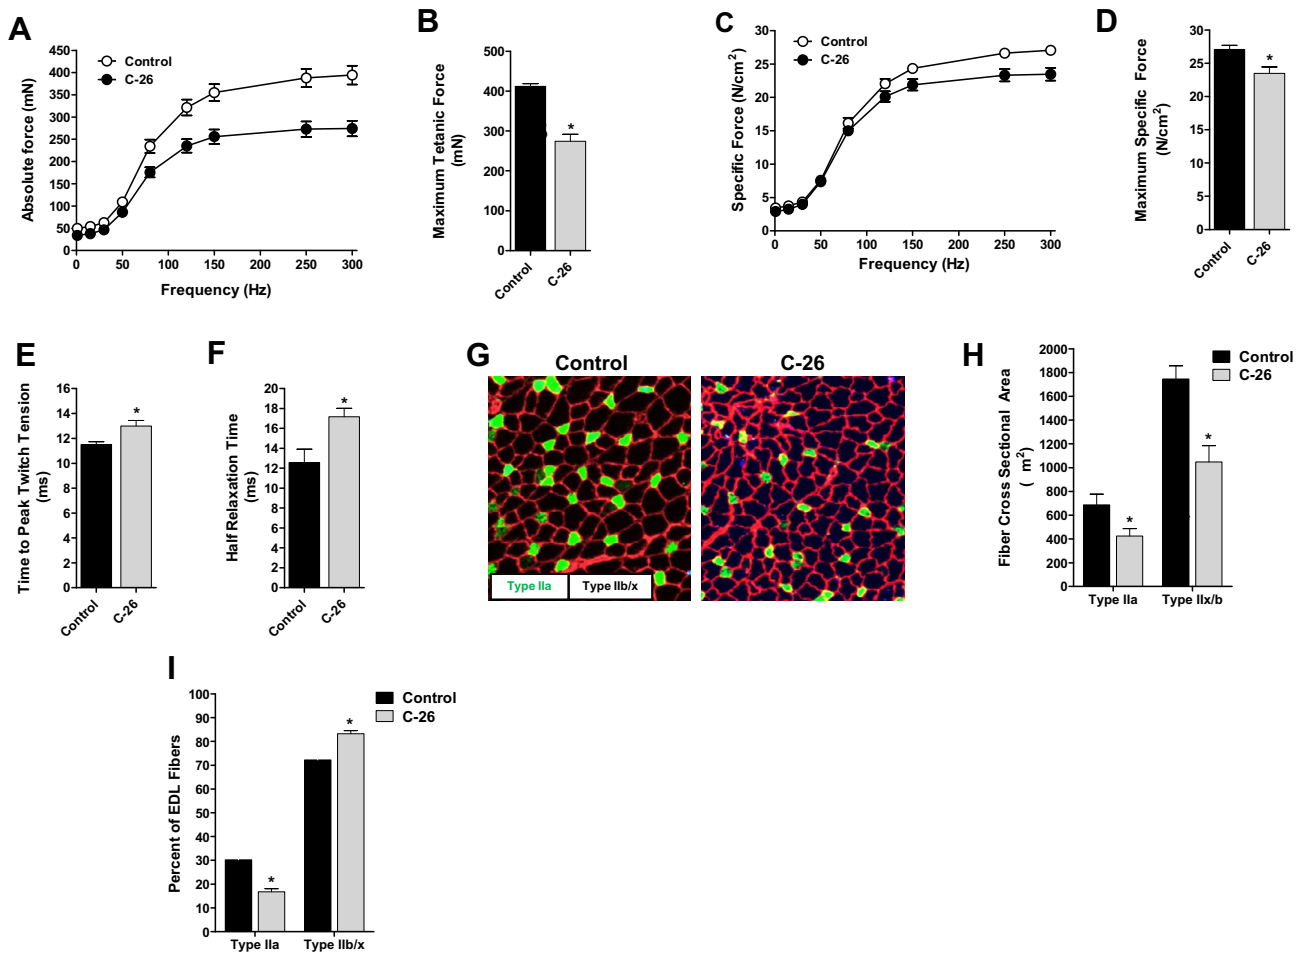 A
Absolute force (mN)
450
400
350
300
250
200
150
100
50
0
Control
C-26
0
50
100
150
200
250
300
Frequency (Hz)
B
Maximum Tetanic Force
(mN)
500
400
300
200
100
0
*
Control
C-26
C
Specific Force (N/cm²)
30
25
20
15
10
5
0
Control
C-26
0
50
100
150
200
250
300
Frequency (Hz)
D
Maximum Specific Force
(N/cm²)
30
25
20
15
10
5
0
*
Control
C-26
E
Time to Peak Twitch Tension
(ms)
16
14
12
10
8
6
4
2
0
*
Control
C-26
F
Half Relaxation Time
(ms)
20
18
16
14
12
10
8
6
4
2
0
*
Control
C-26
G
Control
C-26
Type IIa
Type IIb/x
H
Fiber Cross Sectional Area
( m²)
2000
1800
1600
1400
1200
1000
800
600
400
200
0
*
*
Type IIa
Type IIx/b
Control
C-26
I
Percent of EDL Fibers
100
90
80
70
60
50
40
30
20
10
0
*
*
Type IIa
Type IIb/x
Control
C-26